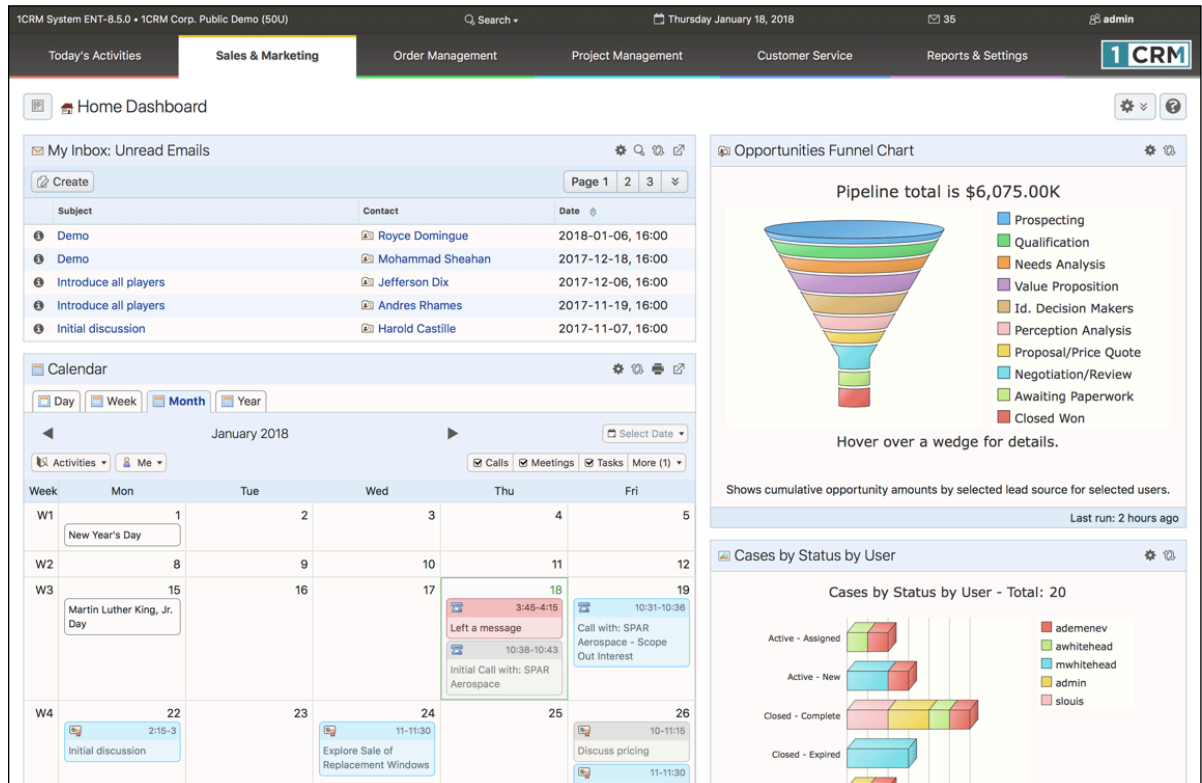 1CRM System ENT-8.5.0 • 1CRM Corp. Public Demo (50U) Search Thursday January 18, 2018 35 admin
Today's Activities Sales & Marketing Order Management Project Management Customer Service Reports & Settings 1 CRM
Home Dashboard
My Inbox: Unread Emails
Create Page 1 2 3
Subject Contact Date
Demo Royce Domingue 2018-01-06, 16:00
Demo Mohammad Sheahan 2017-12-18, 16:00
Introduce all players Jefferson Dix 2017-12-06, 16:00
Introduce all players Andres Rhames 2017-11-19, 16:00
Initial discussion Harold Castille 2017-11-07, 16:00
Calendar
Day Week Month Year
January 2018 Select Date
Activities Me Calls Meetings Tasks More (1)
Week Mon Tue Wed Thu Fri
W1 1 2 3 4 5
New Year's Day
W2 8 9 10 11 12
W3 15 16 17 18 19
Martin Luther King, Jr.
Day
3:45-4:15
Left a message
10:38-10:43
Initial Call with: SPAR
Aerospace
10:31-10:36
Call with: SPAR
Aerospace - Scope
Out Interest
W4 22 23 24 25 26
2:15-3
Initial discussion
11-11:30
Explore Sale of
Replacement Windows
10-11:15
Discuss pricing
11-11:30
Opportunities Funnel Chart
Pipeline total is $6,075.00K
Prospecting
Qualification
Needs Analysis
Value Proposition
Id. Decision Makers
Perception Analysis
Proposal/Price Quote
Negotiation/Review
Awaiting Paperwork
Closed Won
Hover over a wedge for details.
Shows cumulative opportunity amounts by selected lead source for selected users.
Last run: 2 hours ago
Cases by Status by User
Cases by Status by User - Total: 20
Active - Assigned
Active - New
Closed - Complete
Closed - Expired
ademenev
awhitehead
mwhitehead
admin
slouis